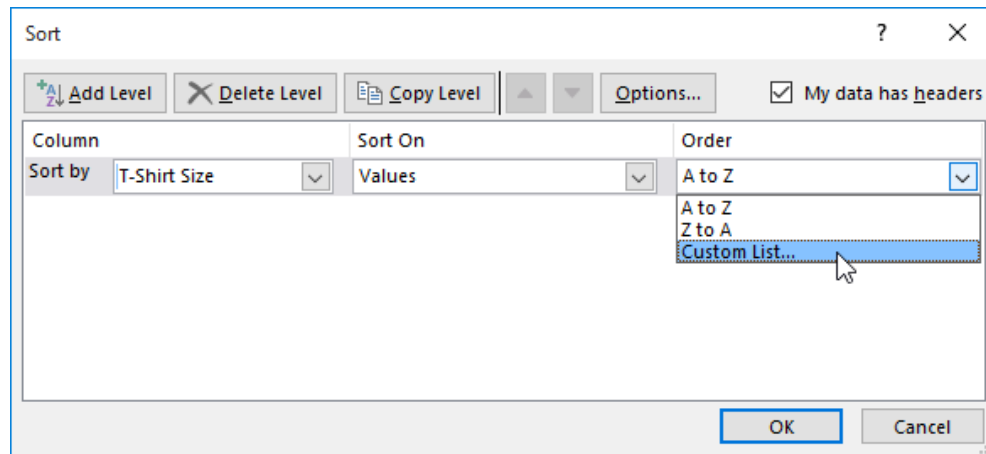 Sort ?
Add Level Delete Level Copy Level Options... My data has headers
Column Sort On Order
Sort by T-Shirt Size Values A to Z
A to Z
Z to A
Custom List...
OK Cancel